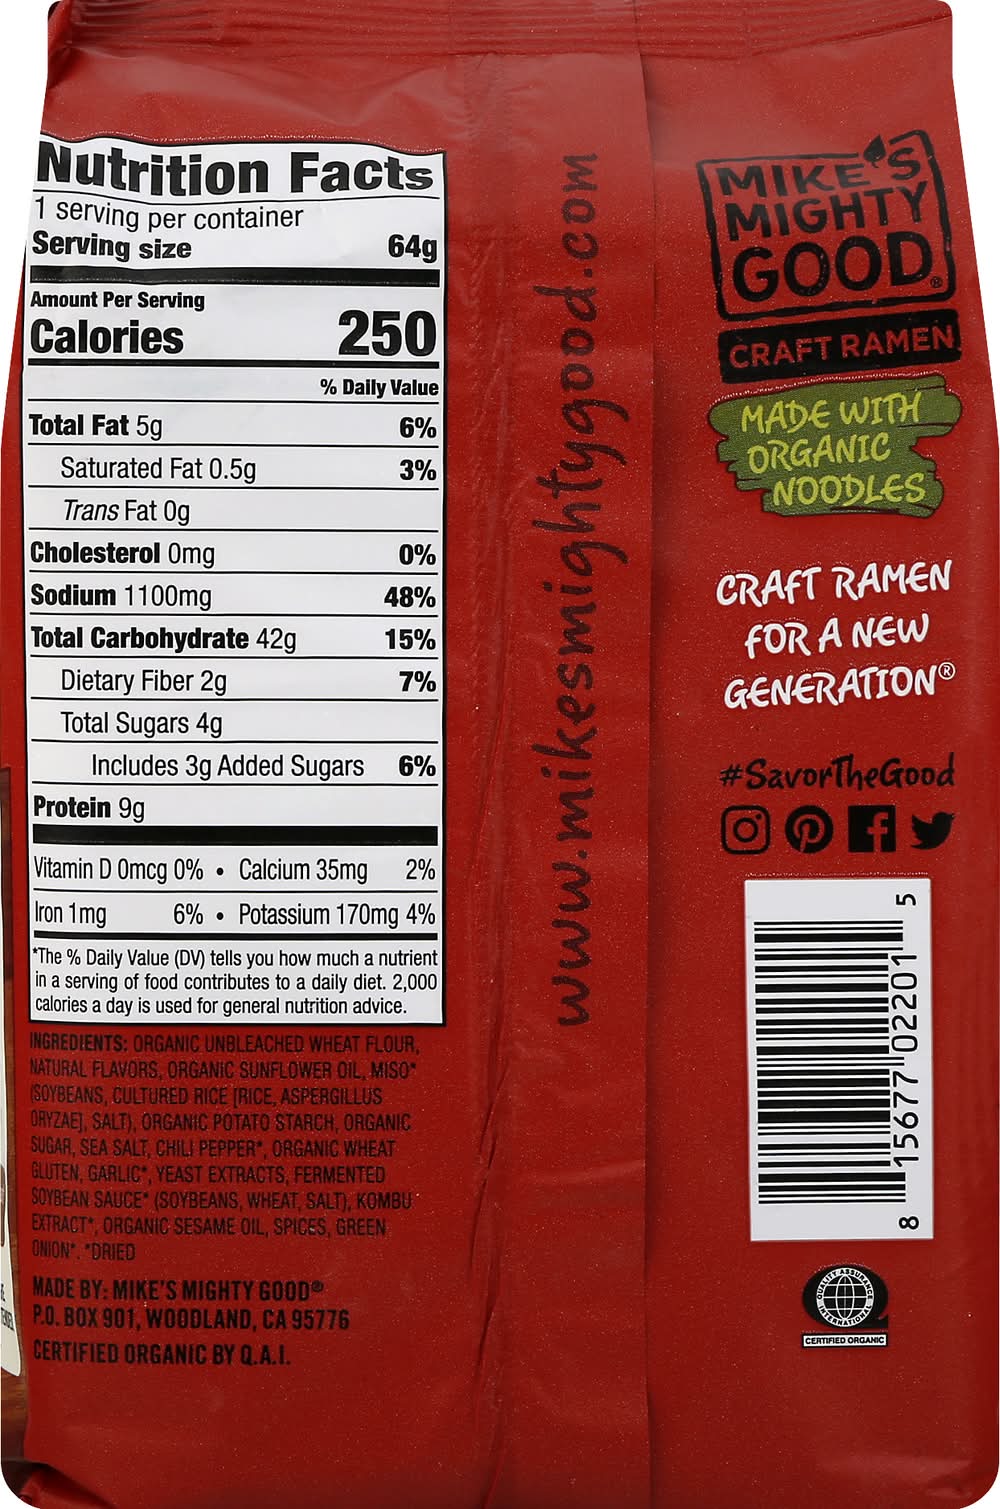 Nutrition Facts
1 serving per container
Serving size 64g
Amount Per Serving
Calories 250
% Daily Value
Total Fat 5g 6%
Saturated Fat 0.5g 3%
Trans Fat 0g
Cholesterol 0mg 0%
Sodium 1100mg 48%
Total Carbohydrate 42g 15%
Dietary Fiber 2g 7%
Total Sugars 4g
Includes 3g Added Sugars 6%
Protein 9g
Vitamin D 0mcg 0% • Calcium 35mg 2%
Iron 1mg 6% • Potassium 170mg 4%
*The % Daily Value (DV) tells you how much a nutrient
in a serving of food contributes to a daily diet. 2,000
calories a day is used for general nutrition advice.
INGREDIENTS: ORGANIC UNBLEACHED WHEAT FLOUR,
NATURAL FLAVORS, ORGANIC SUNFLOWER OIL, MISO*
(SOYBEANS, CULTURED RICE [RICE, ASPERGILLUS
ORYZAE], SALT), ORGANIC POTATO STARCH, ORGANIC
SUGAR, SEA SALT, CHILI PEPPER*, ORGANIC WHEAT
GLUTEN, GARLIC*, YEAST EXTRACTS, FERMENTED
SOYBEAN SAUCE* (SOYBEANS, WHEAT, SALT), KOMBU
EXTRACT*, ORGANIC SESAME OIL, SPICES, GREEN
ONION*. *DRIED
MADE BY: MIKE'S MIGHTY GOOD®
P.O. BOX 901, WOODLAND, CA 95776
CERTIFIED ORGANIC BY Q.A.I.
www.mikesmightygood.com
MIKE'S
MIGHTY
GOOD®
CRAFT RAMEN
MADE WITH
ORGANIC
NOODLES
CRAFT RAMEN
FOR A NEW
GENERATION®
#SavorTheGood
8 15677 02201 5
QUALITY ASSURANCE
INTERNATIONAL
CERTIFIED ORGANIC